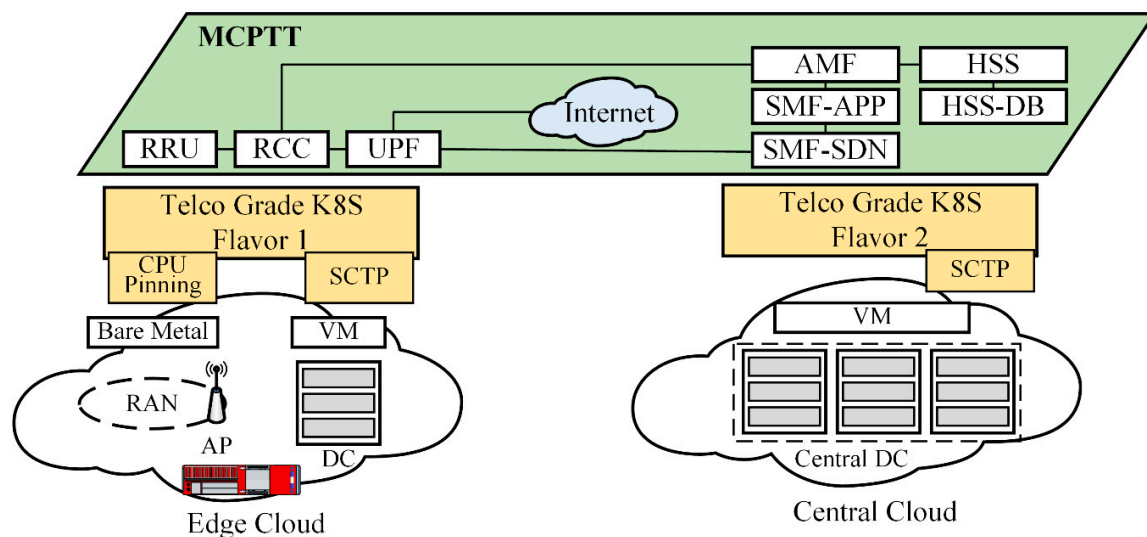 MCPTT
AMF
HSS
Internet
SMF-APP
HSS-DB
RRU
RCC
UPF
SMF-SDN
Telco Grade K8S
Flavor 1
Telco Grade K8S
Flavor 2
CPU
Pinning
SCTP
SCTP
Bare Metal
VM
VM
RAN
AP
DC
Central DC
Edge Cloud
Central Cloud